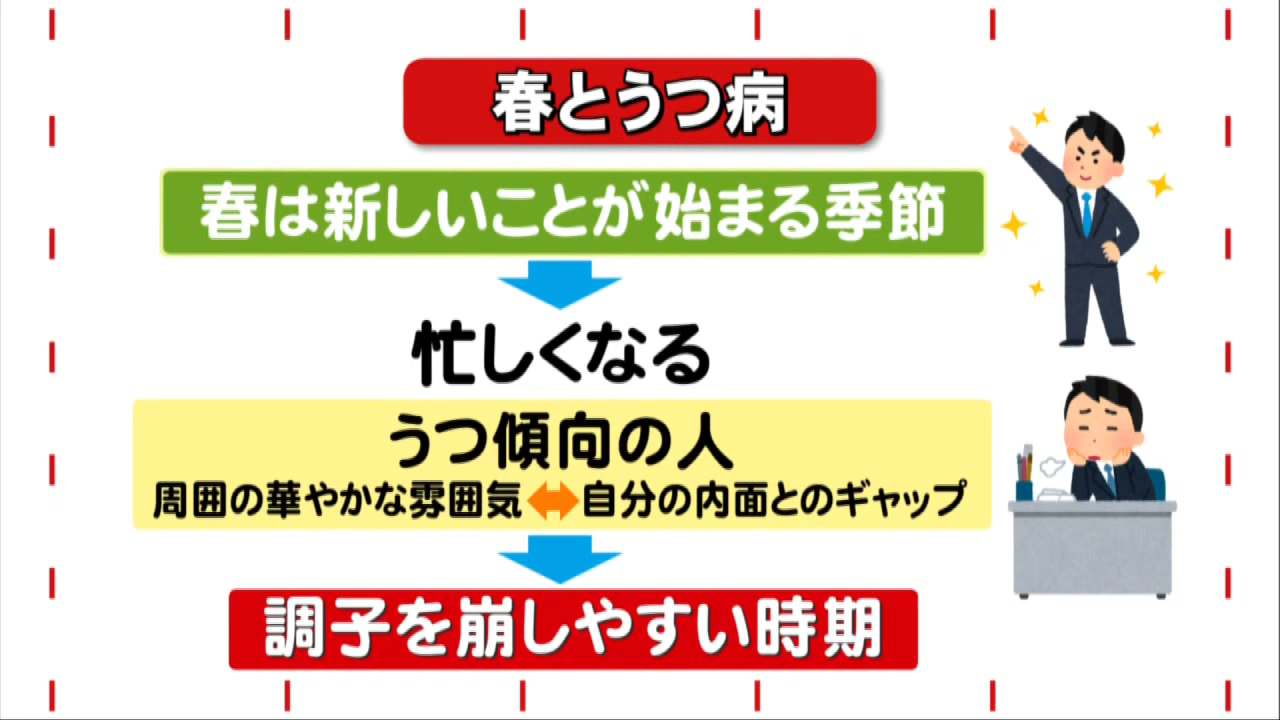 春とうつ病
春は新しいことが始まる季節
忙しくなる
うつ傾向の人
周囲の華やかな雰囲気 自分の内面とのギャップ
調子を崩しやすい時期